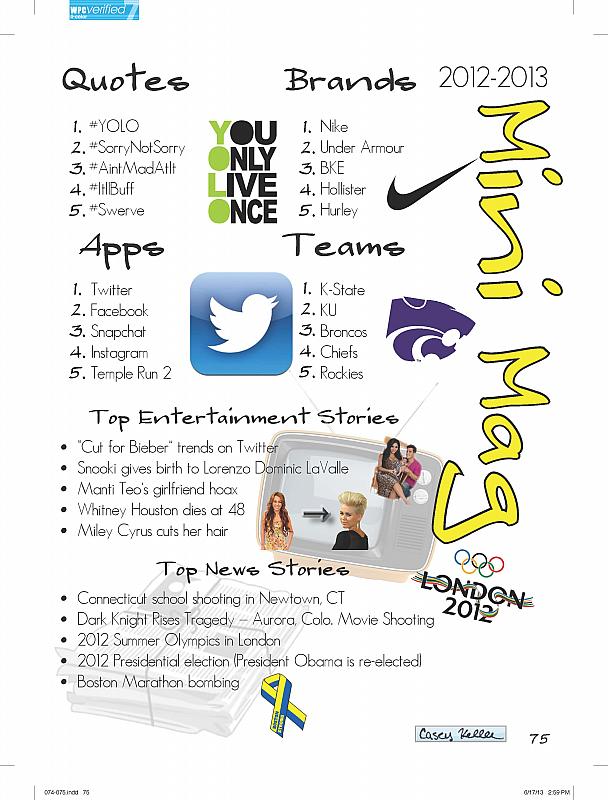 WPCverified
4-color
7
Quotes
1. #YOLO
2. #SorryNotSorry
3. #AintMadAtIt
4. #ItlBuff
5. #Swerve
YOU
ONLY
LIVE
ONCE
Brands
1. Nike
2. Under Armour
3. BKE
4. Hollister
5. Hurley
2012-2013
Mini Mag
Apps
1. Twitter
2. Facebook
3. Snapchat
4. Instagram
5. Temple Run 2
Teams
1. K-State
2. KU
3. Broncos
4. Chiefs
5. Rockies
Top Entertainment Stories
• "Cut for Bieber" trends on Twitter
• Snooki gives birth to Lorenzo Dominic LaValle
• Manti Teo's girlfriend hoax
• Whitney Houston dies at 48
• Miley Cyrus cuts her hair
Top News Stories
• Connecticut school shooting in Newtown, CT
• Dark Knight Rises Tragedy – Aurora, Colo. Movie Shooting
• 2012 Summer Olympics in London
• 2012 Presidential election (President Obama is re-elected)
• Boston Marathon bombing
LONDON
2012
BOSTON
STRONG
Casey Keller
75
074-075.indd 75
6/17/13 2:59 PM